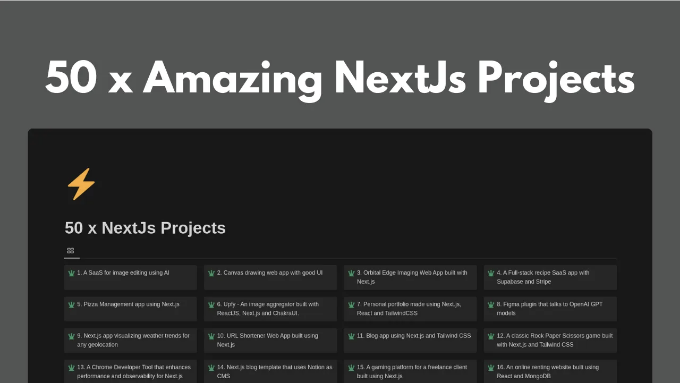 50 x Amazing NextJs Projects
50 x NextJs Projects
1. A SaaS for image editing using AI
2. Canvas drawing web app with good UI
3. Orbital Edge Imaging Web App built with
Next.js
4. A Full-stack recipe SaaS app with
Supabase and Stripe
5. Pizza Management app using Next.js
6. Uply - An image aggregator built with
ReactJS, Next.js and ChakraUI.
7. Personal portfolio made using Next.js,
React and TailwindCSS
8. Figma plugin that talks to OpenAI GPT
models
9. Next.js app visualizing weather trends for
any geolocation
10. URL Shortener Web App built using
Next.js
11. Blog app using Next.js and Tailwind CSS
12. A classic Rock Paper Scissors game built
with Next.js and Tailwind CSS
13. A Chrome Developer Tool that enhances
performance and observability for Next.js
14. Next.js blog template that uses Notion as
CMS
15. A gaming platform for a freelance client
built using Next.js
16. An online renting website built using
React and MongoDB